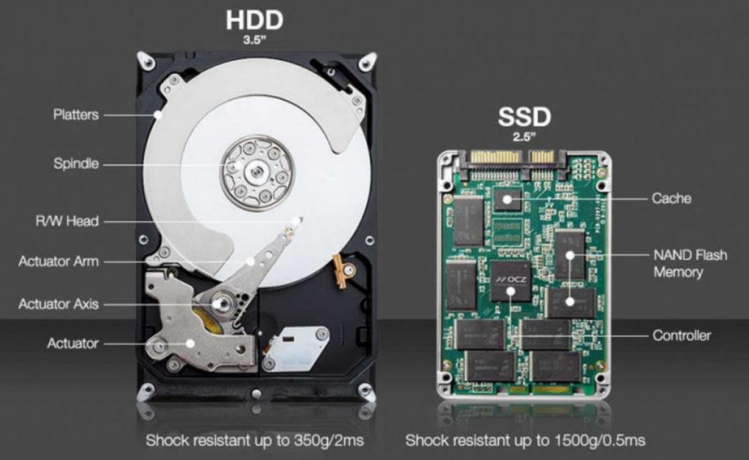 HDD
3.5"
SSD
2.5"
Platters
Spindle
R/W Head
Actuator Arm
Actuator Axis
Actuator
Cache
NAND Flash
Memory
Controller
OCZ
Shock resistant up to 350g/2ms
Shock resistant up to 1500g/0.5ms